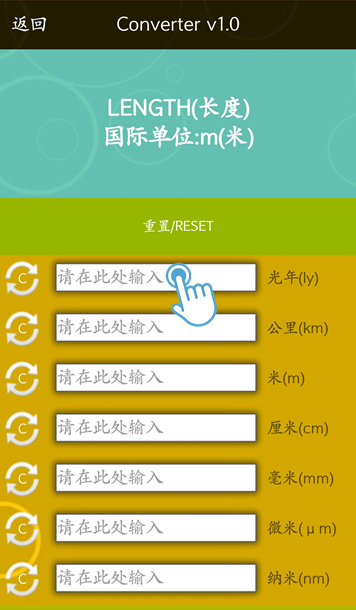 返回 Converter v1.0
LENGTH(长度)
国际单位:m(米)
重置/RESET
C 请在此处输入 光年(ly)
C 请在此处输入 公里(km)
C 请在此处输入 米(m)
C 请在此处输入 厘米(cm)
C 请在此处输入 毫米(mm)
C 请在此处输入 微米(μm)
C 请在此处输入 纳米(nm)